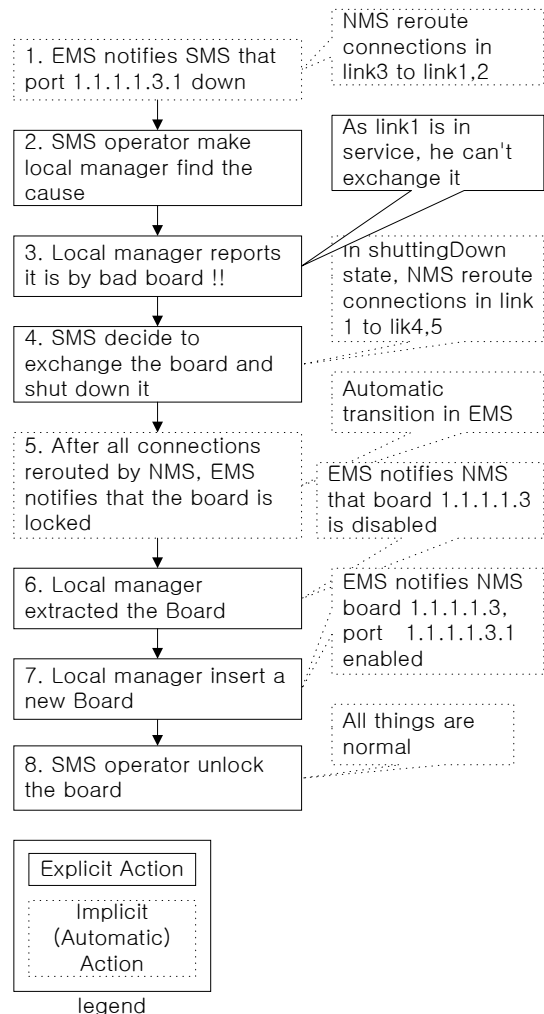 1. EMS notifies SMS that
port 1.1.1.1.3.1 down
NMS reroute
connections in
link3 to link1,2
2. SMS operator make
local manager find the
cause
As link1 is in
service, he can't
exchange it
3. Local manager reports
it is by bad board !!
In shuttingDown
state, NMS reroute
connections in link
1 to lik4,5
4. SMS decide to
exchange the board and
shut down it
Automatic
transition in EMS
5. After all connections
rerouted by NMS, EMS
notifies that the board is
locked
EMS notifies NMS
that board 1.1.1.1.3
is disabled
6. Local manager
extracted the Board
EMS notifies NMS
board 1.1.1.1.3,
port 1.1.1.1.3.1
enabled
7. Local manager insert a
new Board
All things are
normal
8. SMS operator unlock
the board
Explicit Action
Implicit
(Automatic)
Action
legend